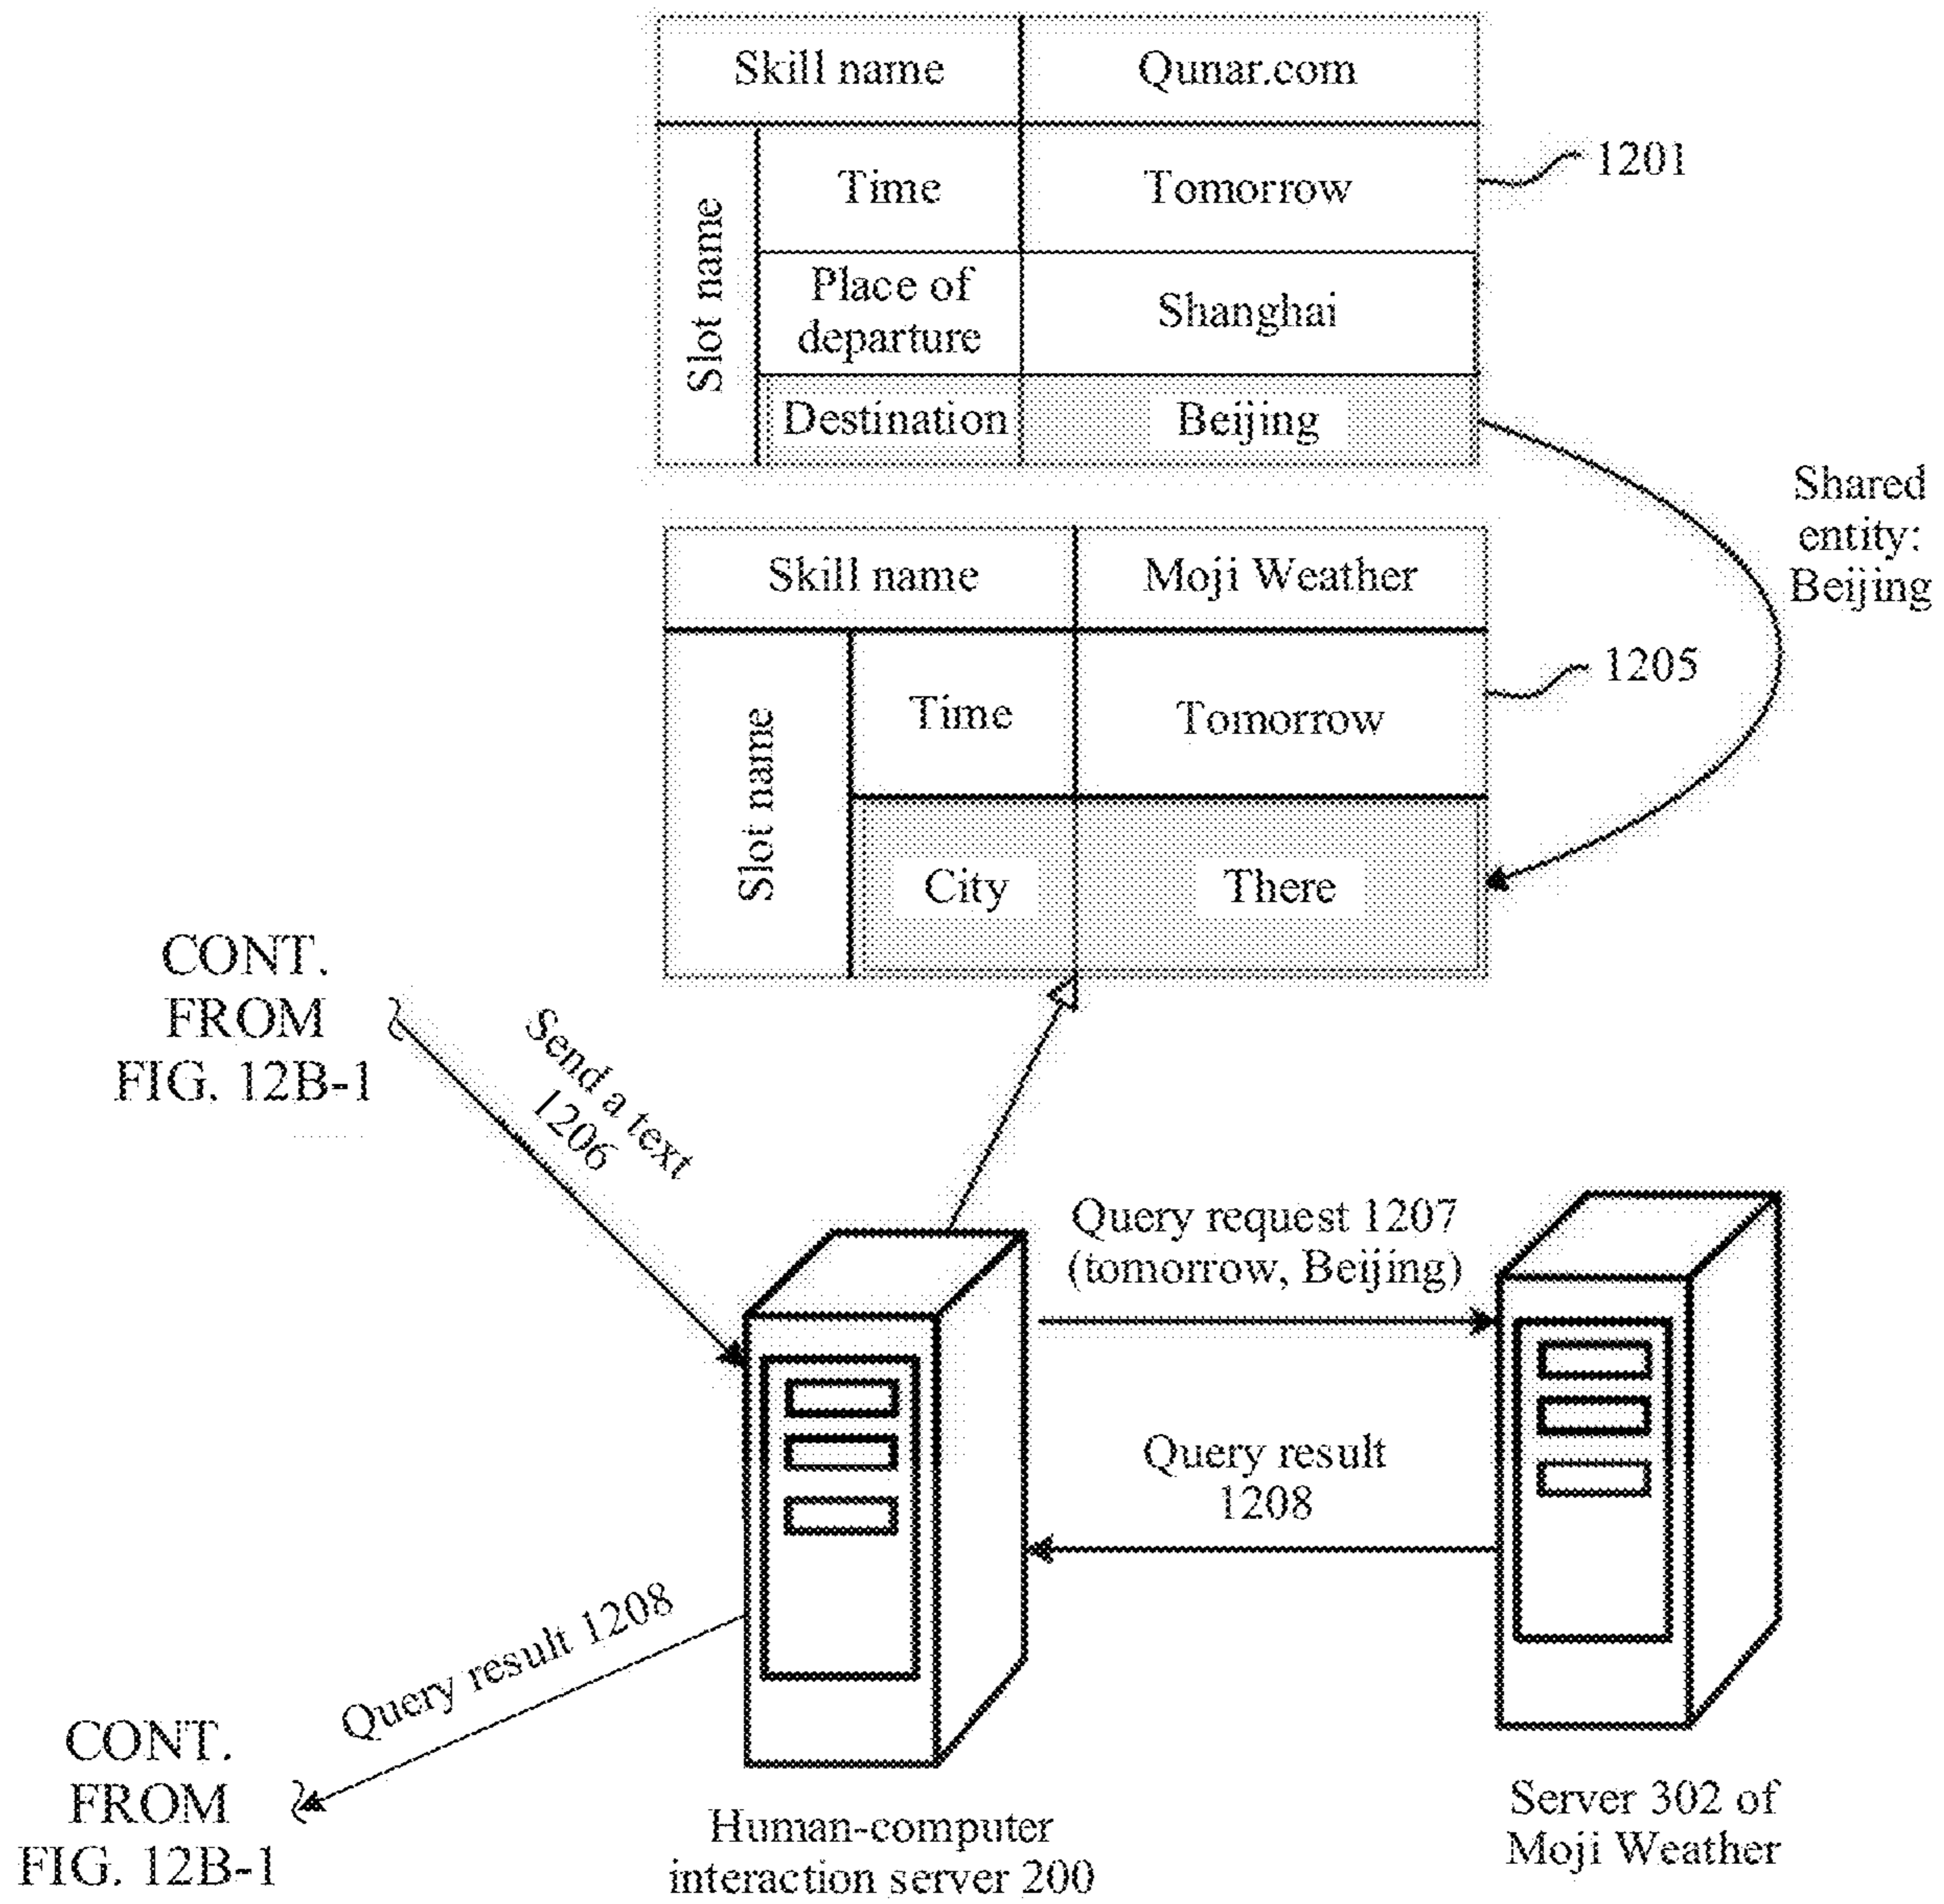 Skill name
Qunar.com
Slot name
Time
Tomorrow
1201
Place of
departure
Shanghai
Destination
Beijing
Shared
entity:
Beijing
Skill name
Moji Weather
Slot name
Time
Tomorrow
1205
City
There
CONT.
FROM
FIG. 12B-1
Send a text
1206
Query request 1207
(tomorrow, Beijing)
Query result
1208
Query result 1208
CONT.
FROM
FIG. 12B-1
Human-computer
interaction server 200
Server 302 of
Moji Weather